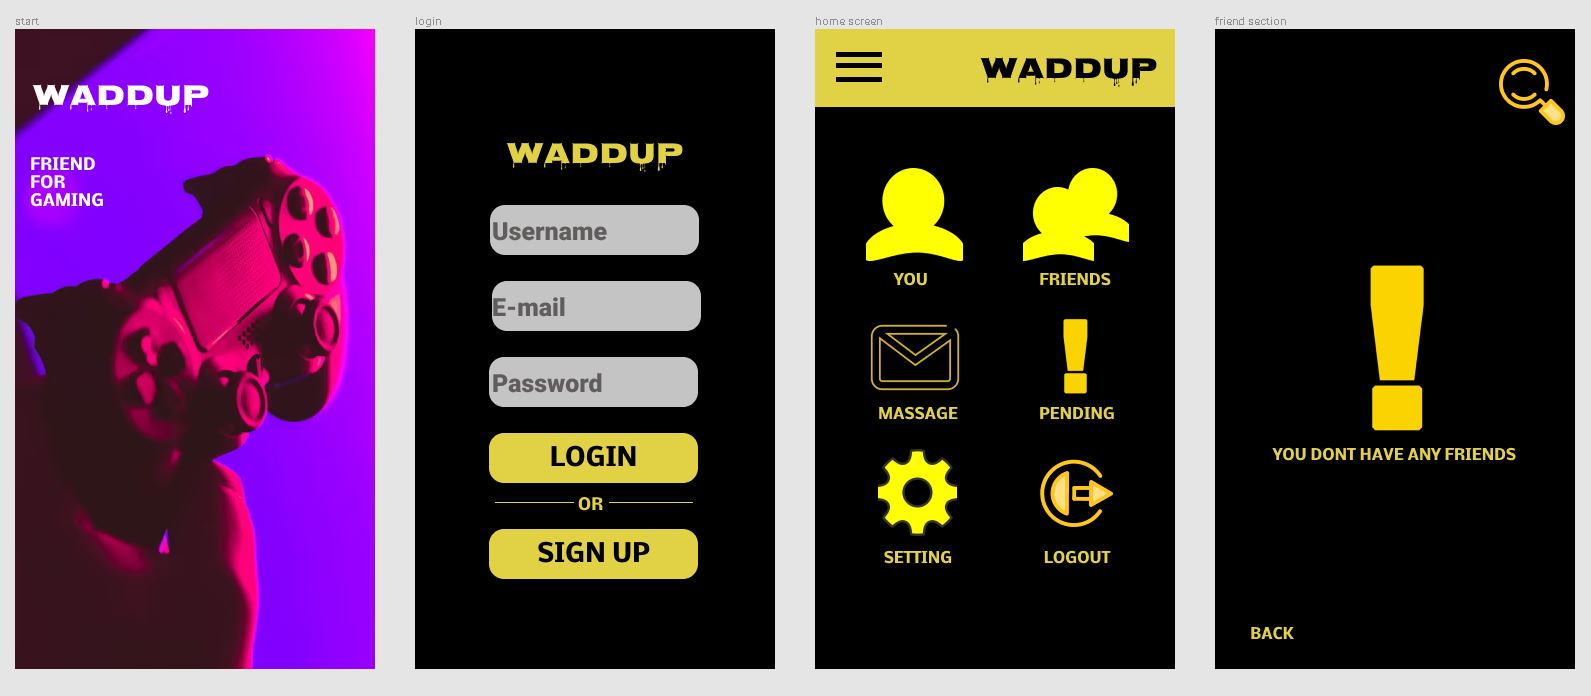 start
WADDUP
FRIEND
FOR
GAMING
login
WADDUP
Username
E-mail
Password
LOGIN
OR
SIGN UP
home screen
WADDUP
YOU
FRIENDS
MASSAGE
PENDING
SETTING
LOGOUT
friend section
YOU DONT HAVE ANY FRIENDS
BACK